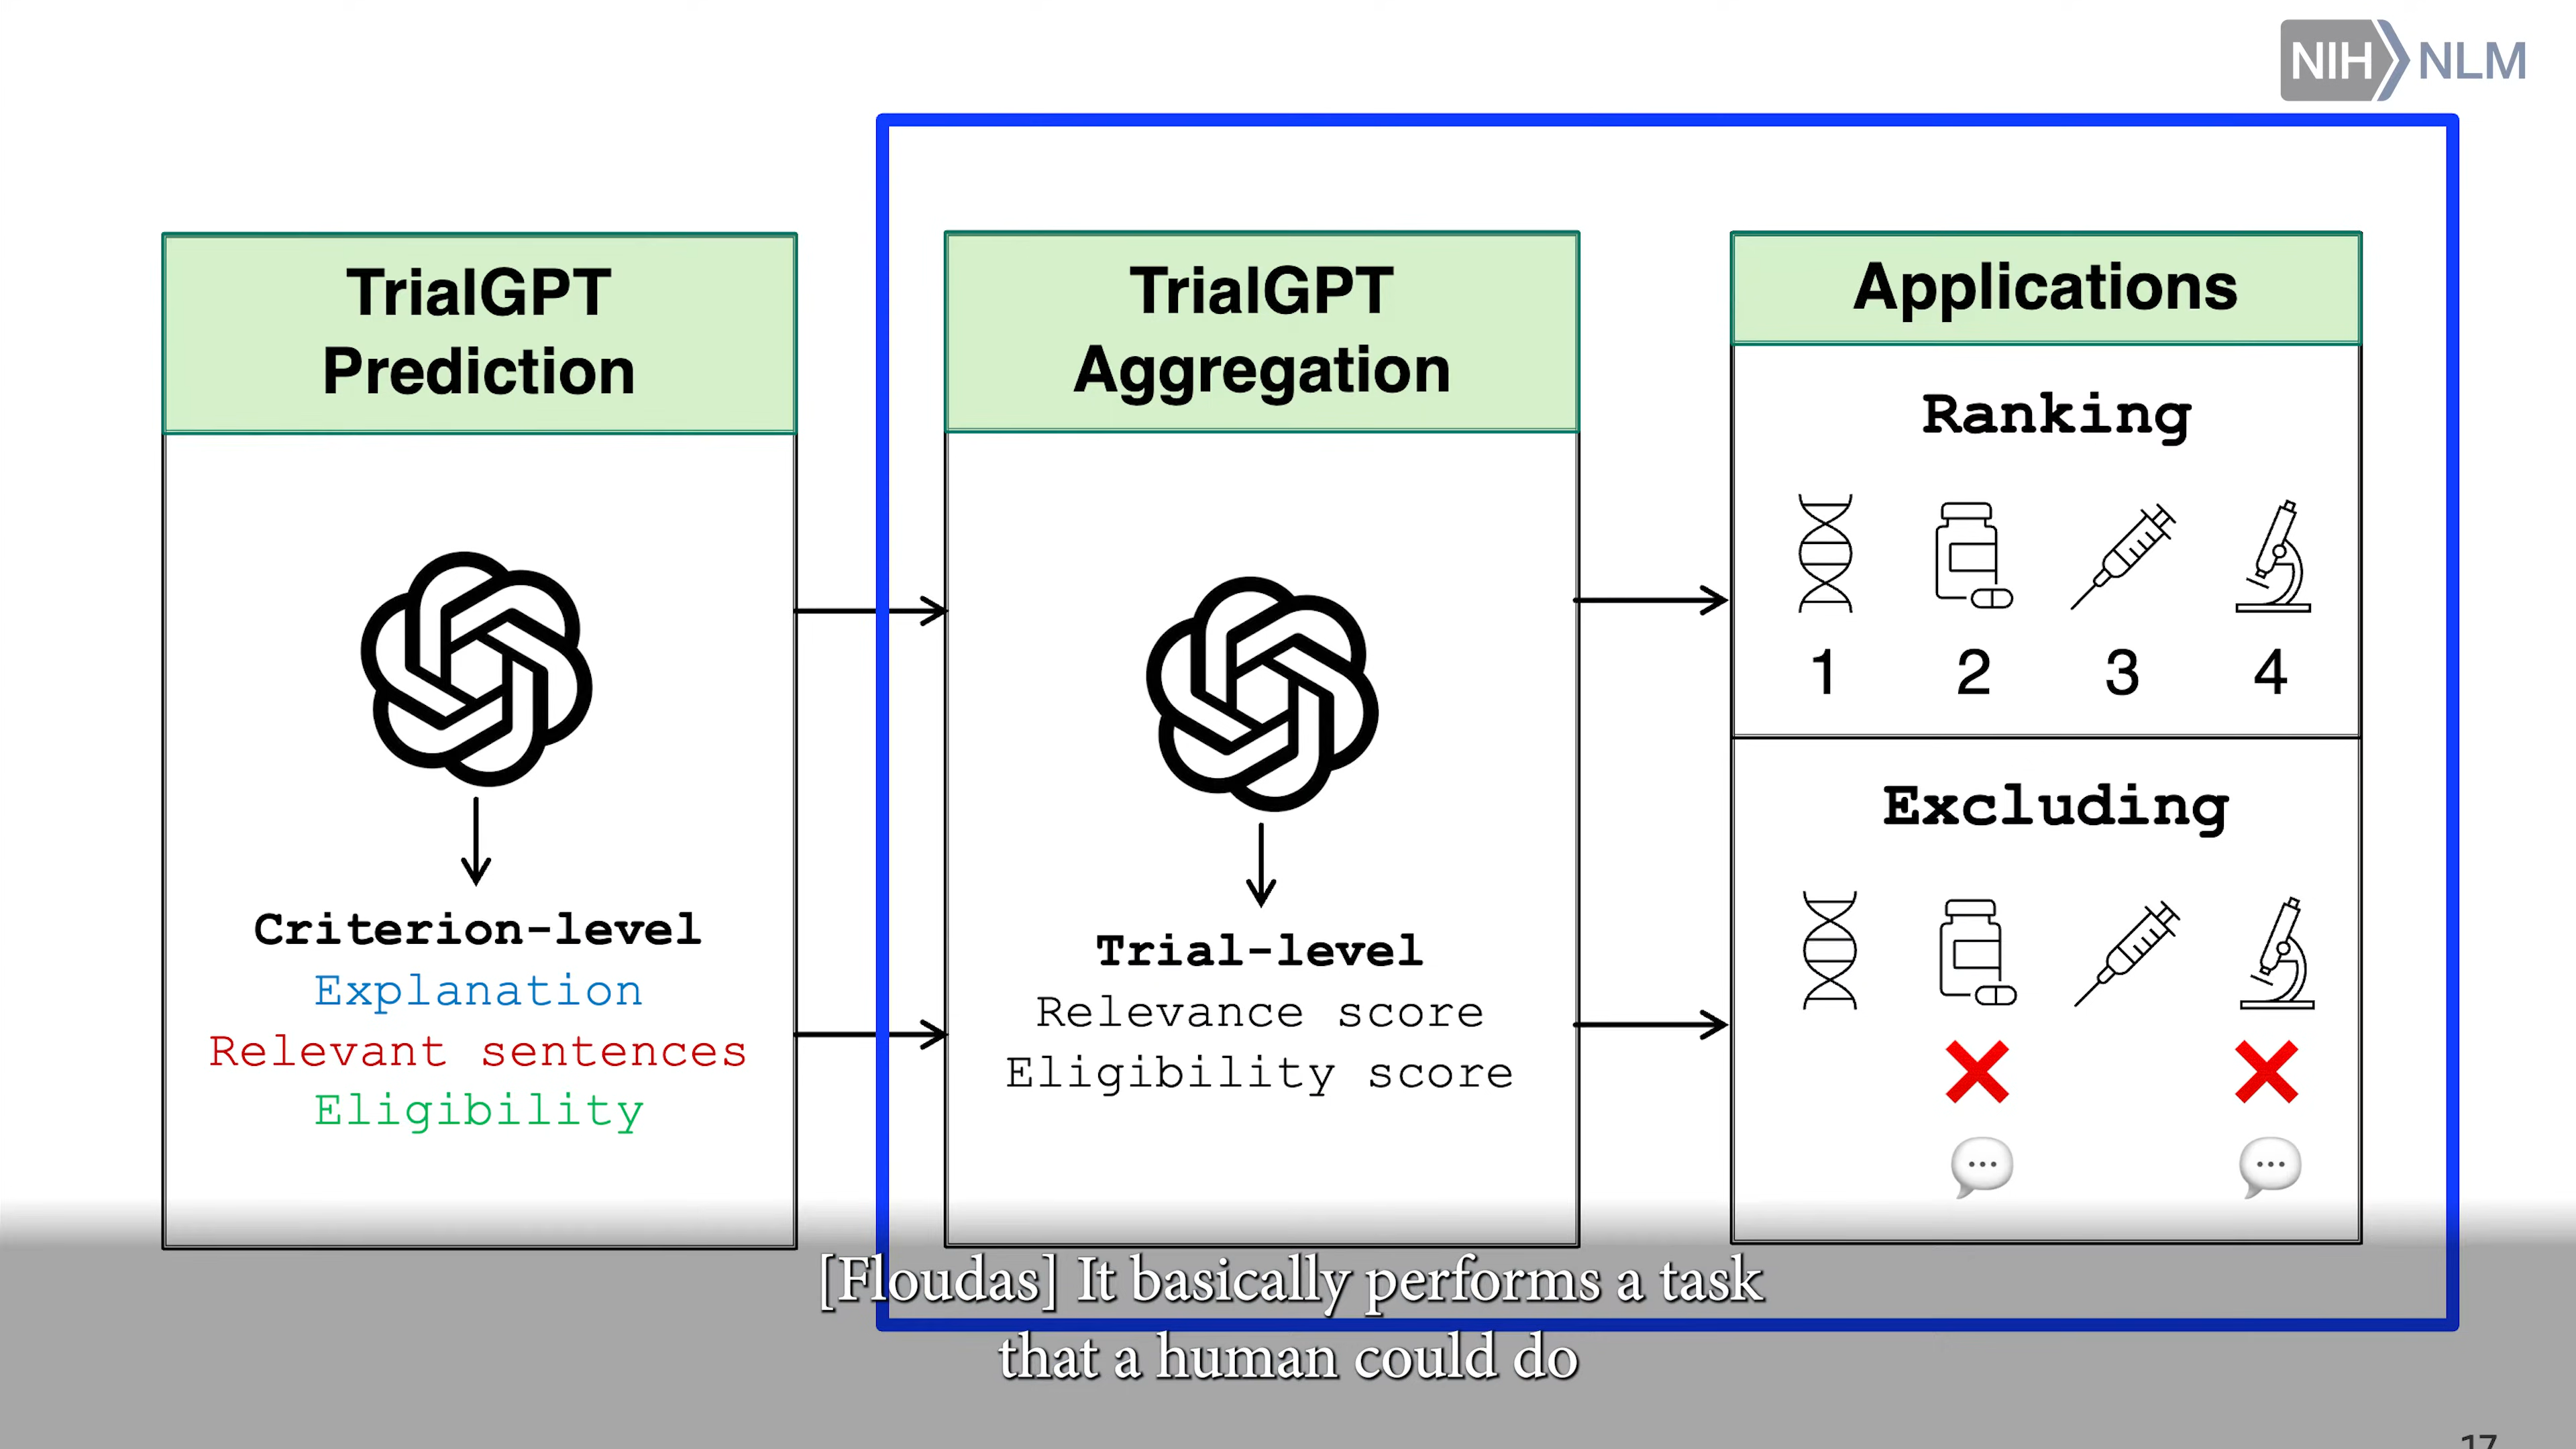 NIH NLM
TrialGPT
Prediction
Criterion-level
Explanation
Relevant sentences
Eligibility
TrialGPT
Aggregation
Trial-level
Relevance score
Eligibility score
Applications
Ranking
1 2 3 4
Excluding
[Floudas] It basically performs a task
that a human could do
17